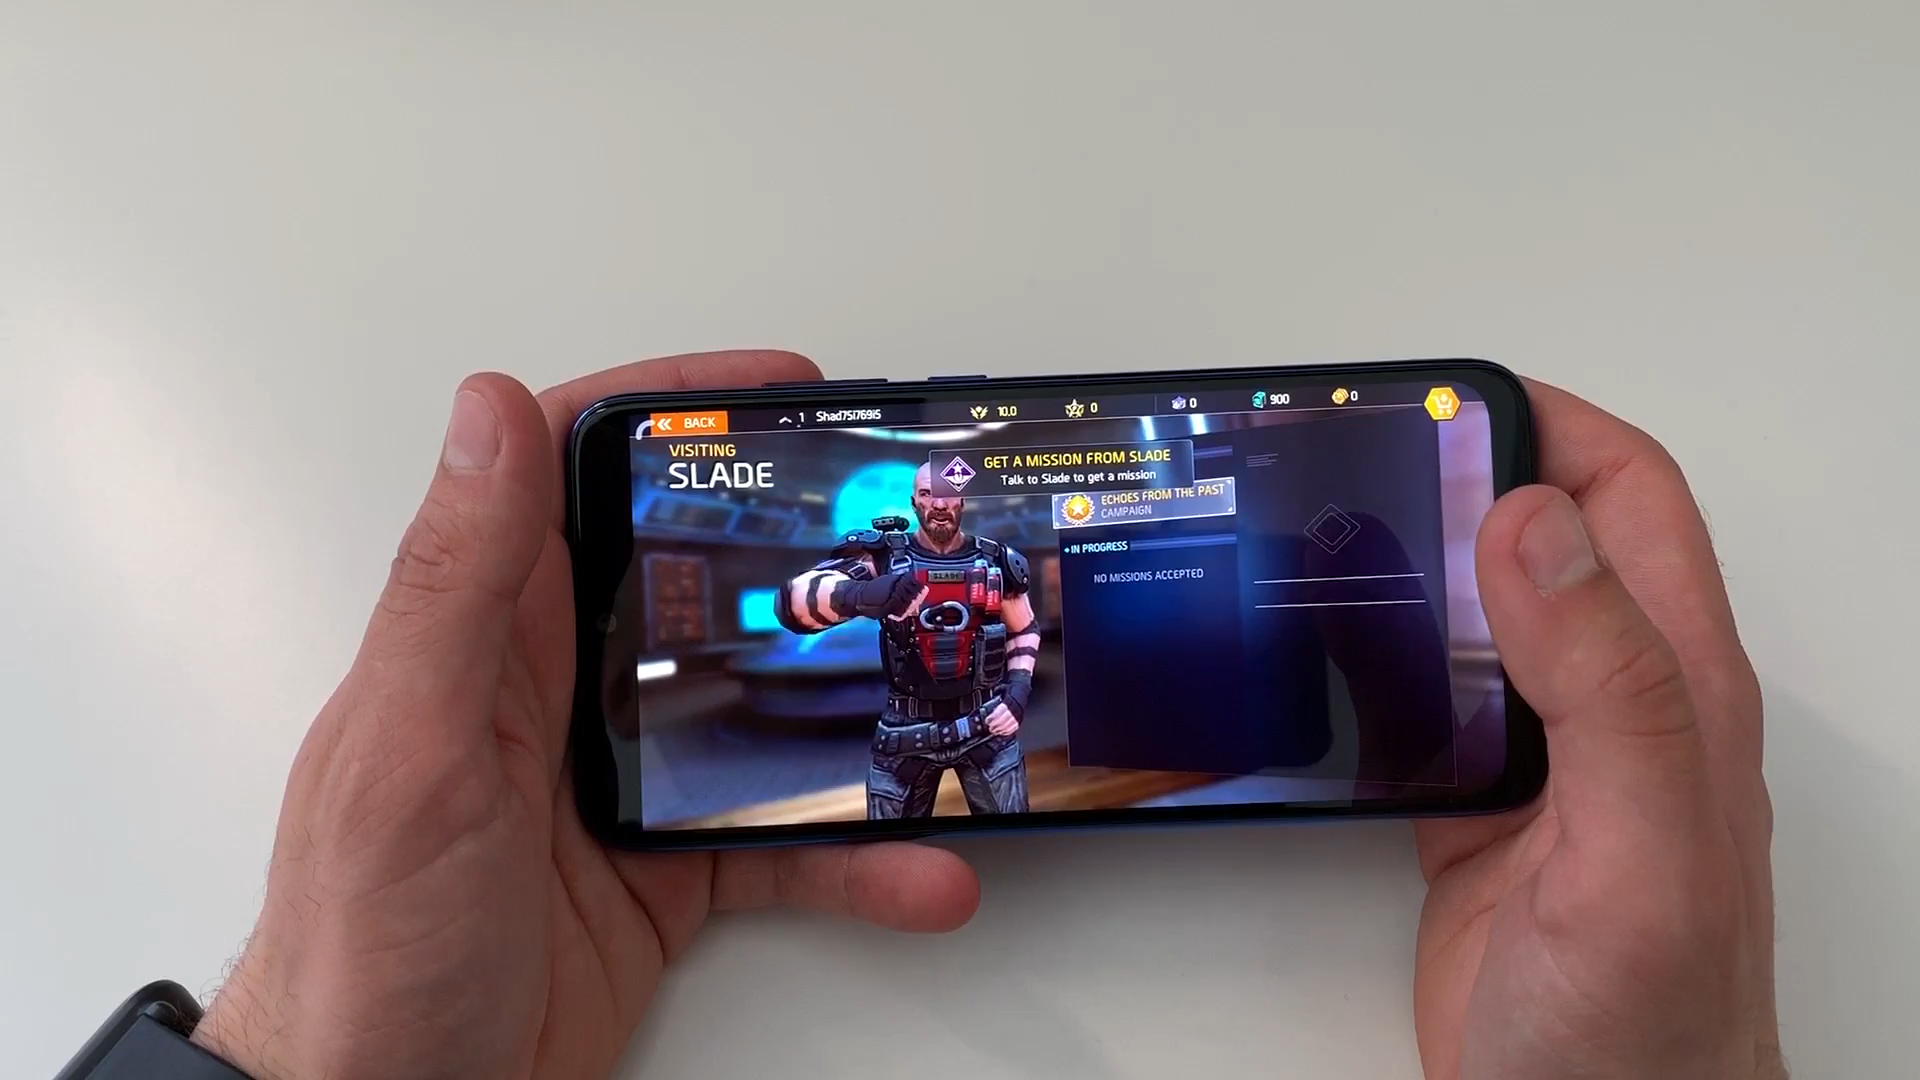 BACK
1 Shad75i769i5
10.0
0
0
900
0
VISITING
SLADE
GET A MISSION FROM SLADE
Talk to Slade to get a mission
ECHOES FROM THE PAST
CAMPAIGN
IN PROGRESS
NO MISSIONS ACCEPTED
SLADE